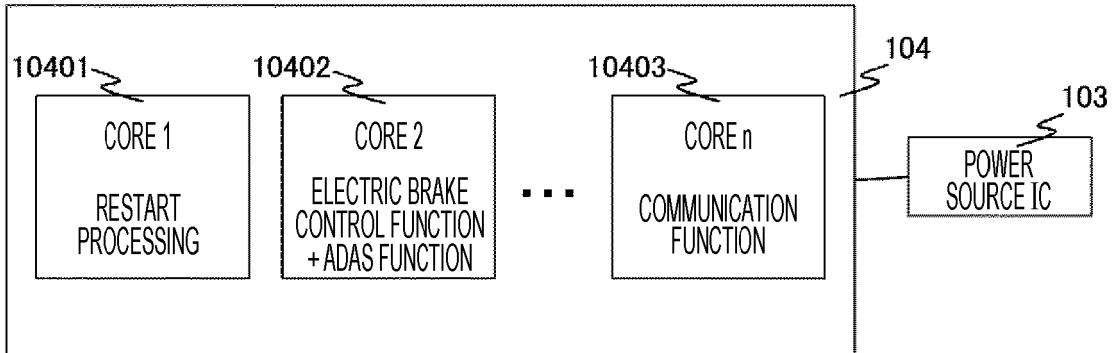 104
10401
10402
10403
103
CORE 1
RESTART
PROCESSING
CORE 2
ELECTRIC BRAKE
CONTROL FUNCTION
+ ADAS FUNCTION
...
CORE n
COMMUNICATION
FUNCTION
POWER
SOURCE IC